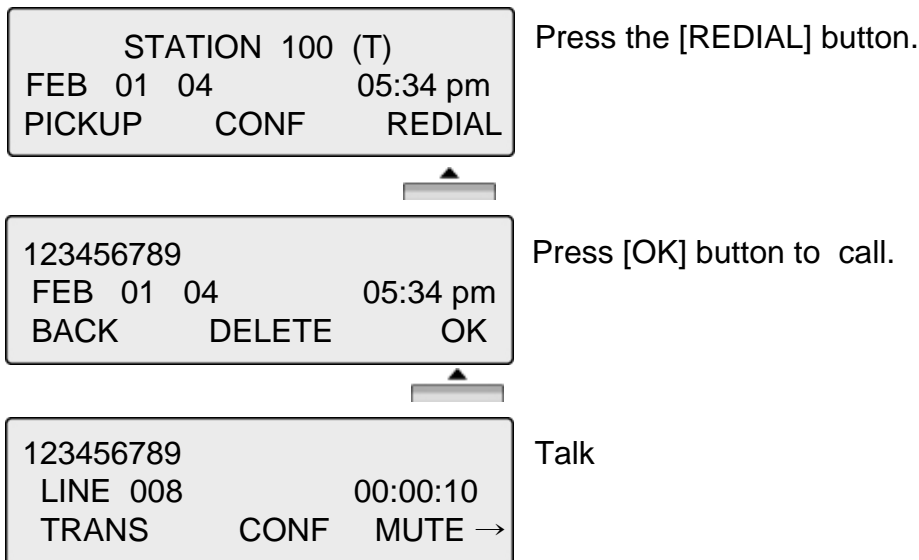 STATION 100 (T)
FEB 01 04 05:34 pm
PICKUP CONF REDIAL
Press the [REDIAL] button.
123456789
FEB 01 04 05:34 pm
BACK DELETE OK
Press [OK] button to call.
123456789
LINE 008 00:00:10
TRANS CONF MUTE →
Talk